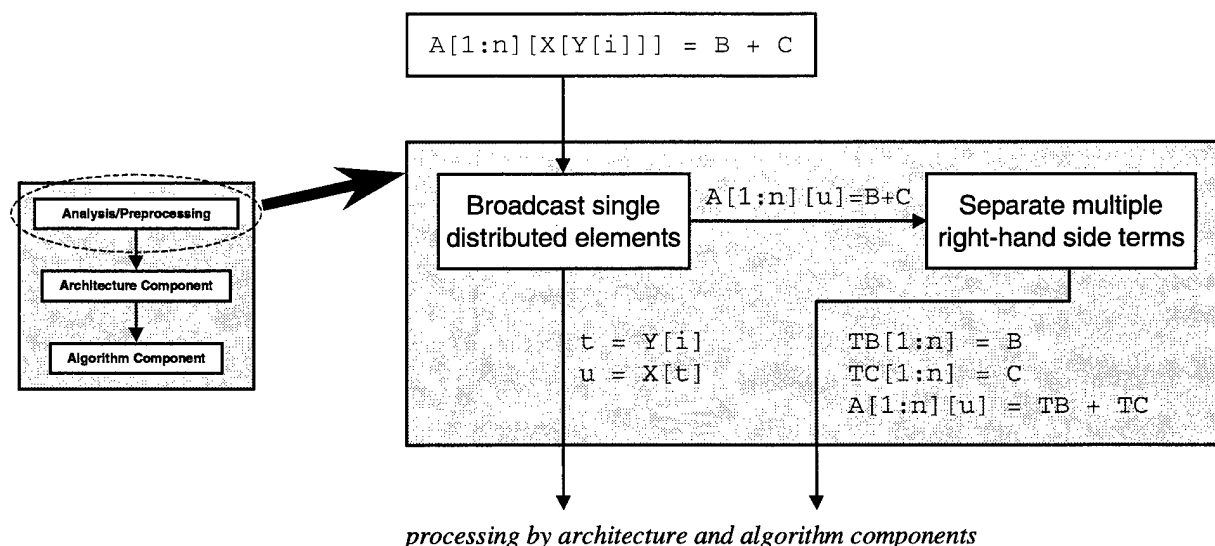 A[1:n][X[Y[i]]] = B + C
Analysis/Preprocessing
Architecture Component
Algorithm Component
Broadcast single
distributed elements
A[1:n][u]=B+C
Separate multiple
right-hand side terms
t = Y[i]
u = X[t]
TB[1:n] = B
TC[1:n] = C
A[1:n][u] = TB + TC
processing by architecture and algorithm components